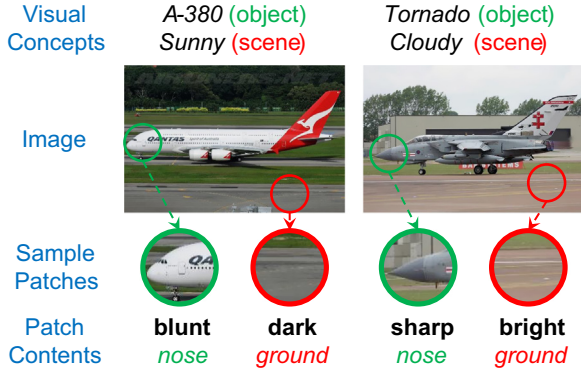 Visual Concepts
A-380 (object)
Sunny (scene)
Tornado (object)
Cloudy (scene)
Image
QANTAS
Sample Patches
QA
Patch Contents
blunt nose
dark ground
sharp nose
bright ground